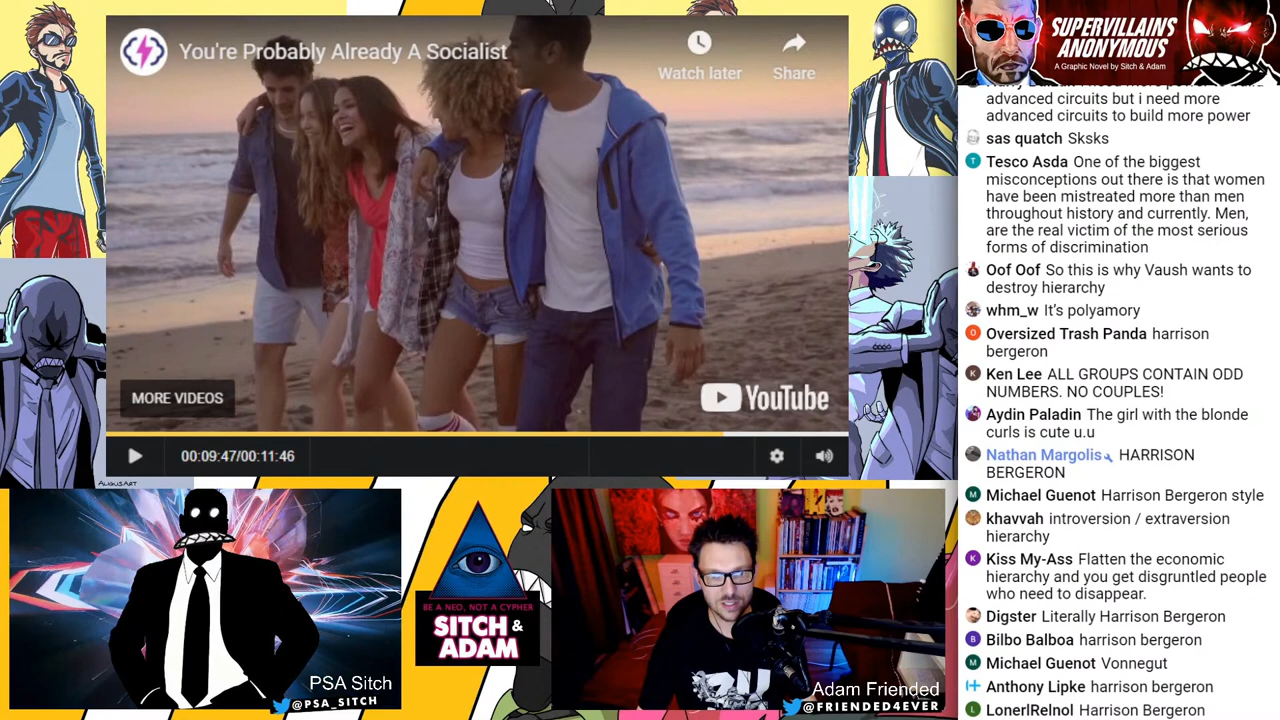 You're Probably Already A Socialist
Watch later
Share
MORE VIDEOS
YouTube
00:09:47/00:11:46
ALIGUSART
BE A NEO, NOT A CYPHER
SITCH &
ADAM
PSA Sitch
@PSA_SITCH
Adam Friended
@FRIENDED4EVER
SUPERVILLAINS
ANONYMOUS
A Graphic Novel by Sitch & Adam
advanced circuits but i need more
advanced circuits to build more power
sas quatch Sksks
T Tesco Asda One of the biggest
misconceptions out there is that women
have been mistreated more than men
throughout history and currently. Men,
are the real victim of the most serious
forms of discrimination
Oof Oof So this is why Vaush wants to
destroy hierarchy
whm_w It's polyamory
O Oversized Trash Panda harrison
bergeron
K Ken Lee ALL GROUPS CONTAIN ODD
NUMBERS. NO COUPLES!
Aydin Paladin The girl with the blonde
curls is cute u.u
Nathan Margolis HARRISON
BERGERON
M Michael Guenot Harrison Bergeron style
khavvah introversion / extraversion
hierarchy
K Kiss My-Ass Flatten the economic
hierarchy and you get disgruntled people
who need to disappear.
Digster Literally Harrison Bergeron
B Bilbo Balboa harrison bergeron
M Michael Guenot Vonnegut
Anthony Lipke harrison bergeron
L LonerlRelnol Harrison Bergeron